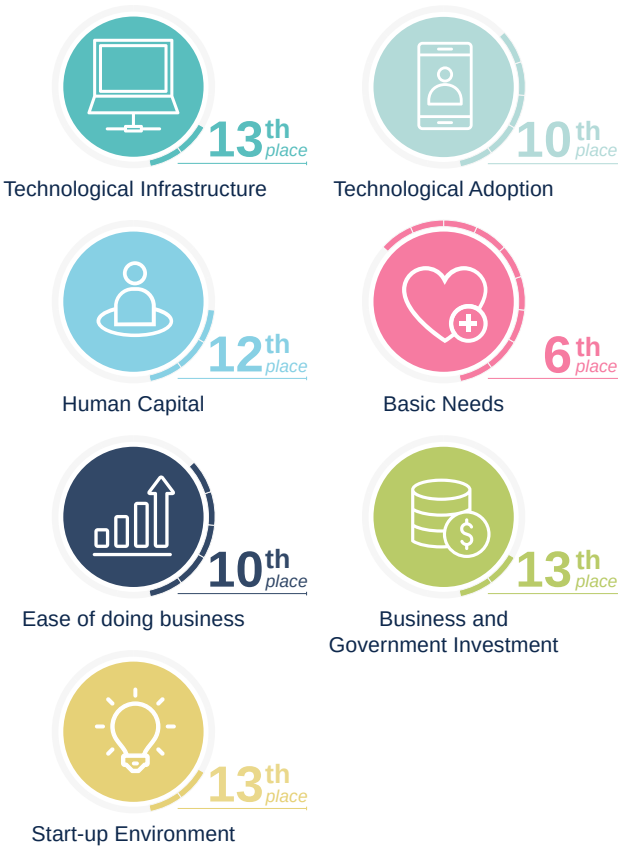 13th
place
Technological Infrastructure
10th
place
Technological Adoption
12th
place
Human Capital
6th
place
Basic Needs
10th
place
Ease of doing business
$
13th
place
Business and
Government Investment
13th
place
Start-up Environment